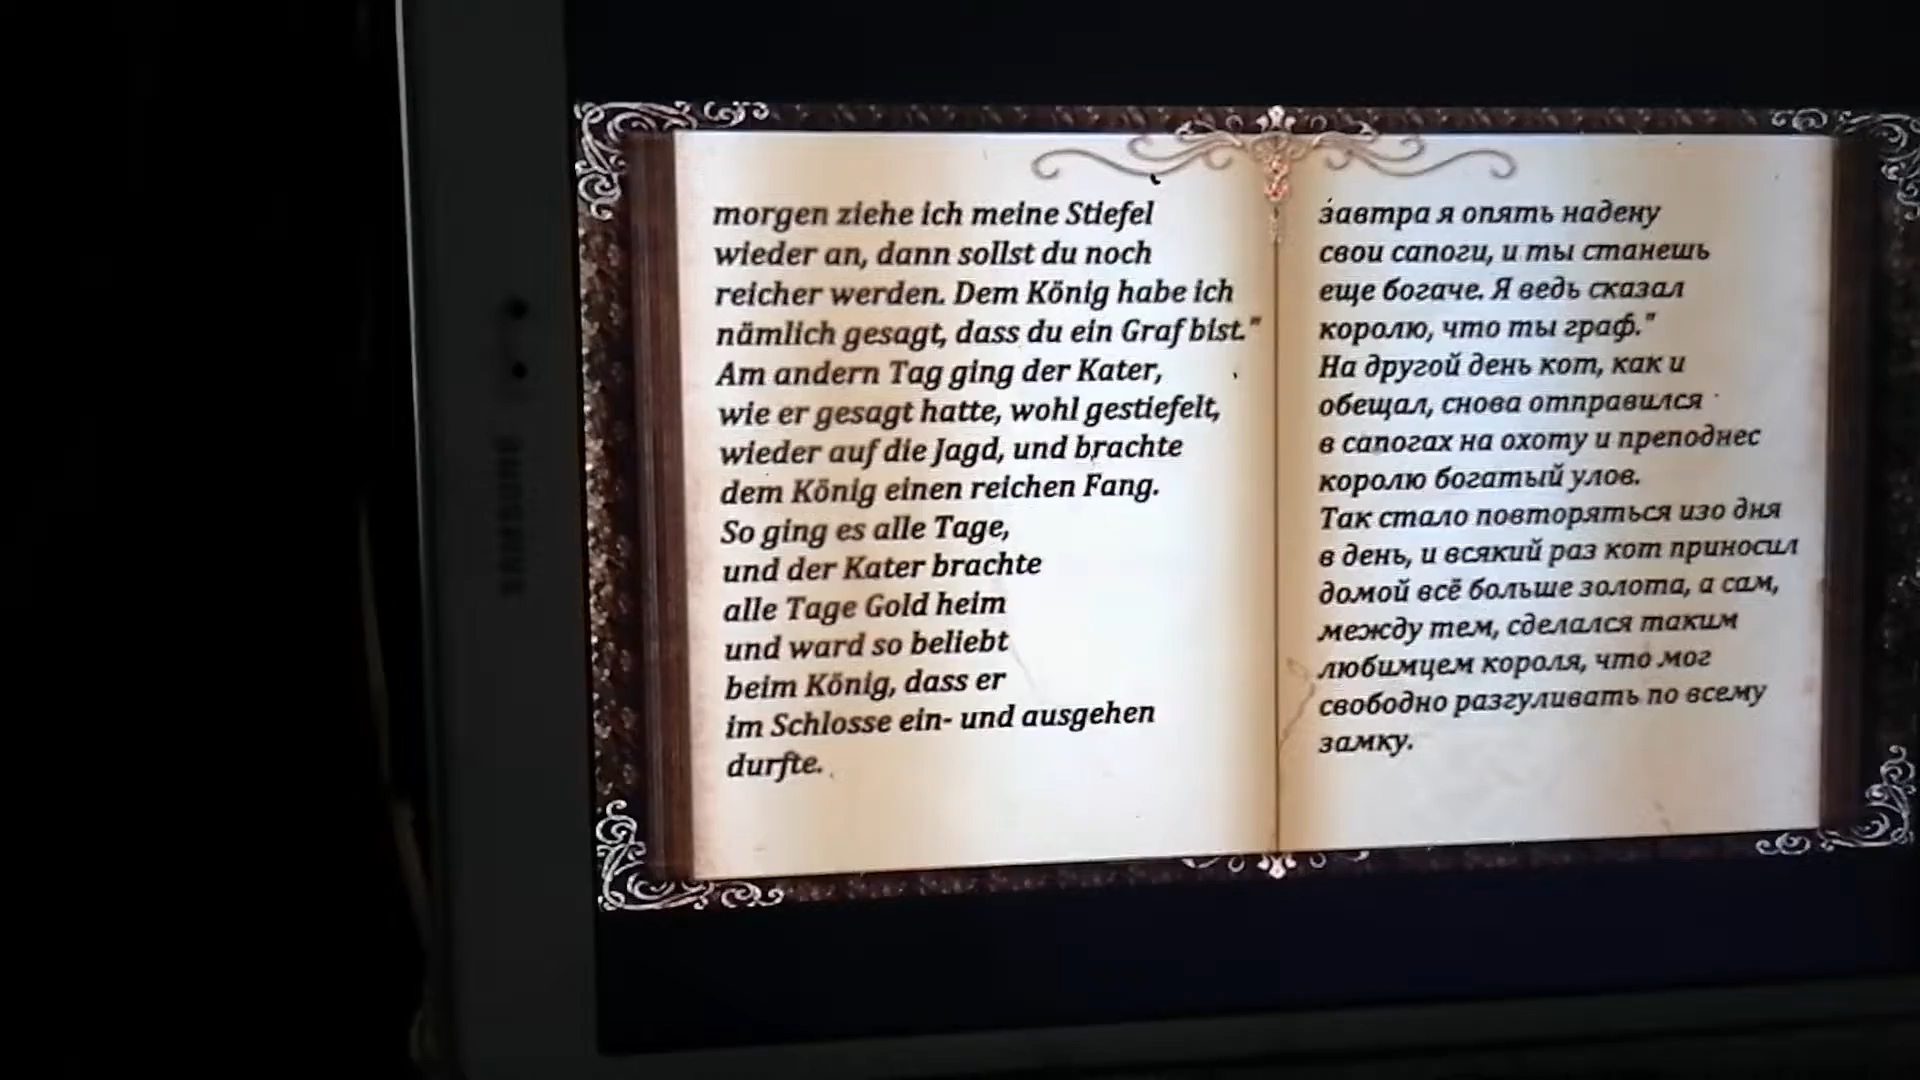 SAMSUNG
morgen ziehe ich meine Stiefel
wieder an, dann sollst du noch
reicher werden. Dem König habe ich
nämlich gesagt, dass du ein Graf bist."
Am andern Tag ging der Kater,
wie er gesagt hatte, wohl gestiefelt,
wieder auf die Jagd, und brachte
dem König einen reichen Fang.
So ging es alle Tage,
und der Kater brachte
alle Tage Gold heim
und ward so beliebt
beim König, dass er
im Schlosse ein- und ausgehen
durfte.
завтра я опять надену
свои сапоги, и ты станешь
еще богаче. Я ведь сказал
королю, что ты граф."
На другой день кот, как и
обещал, снова отправился
в сапогах на охоту и преподнес
королю богатый улов.
Так стало повторяться изо дня
в день, и всякий раз кот приносил
домой всё больше золота, а сам,
между тем, сделался таким
любимцем короля, что мог
свободно разгуливать по всему
замку.